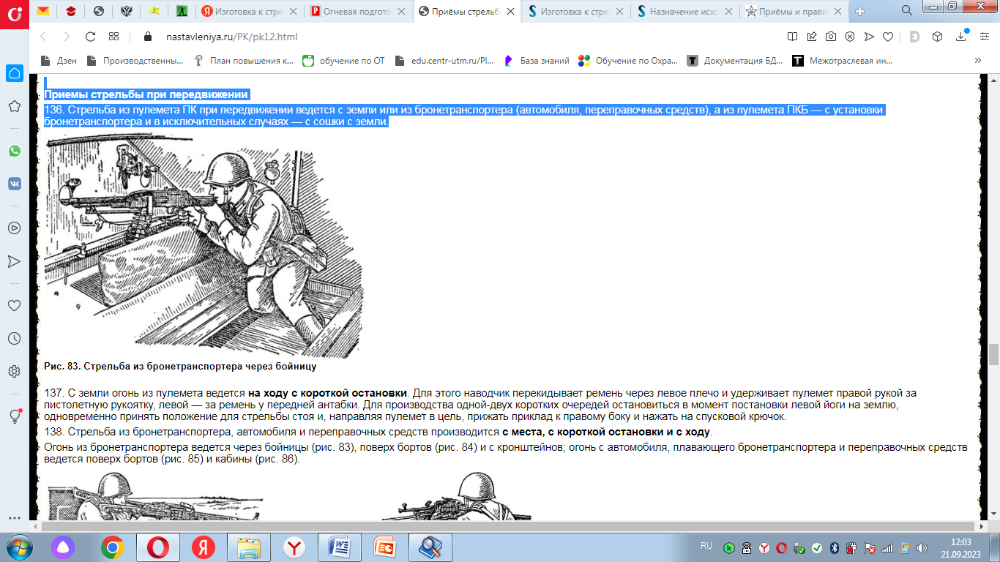 Изготовка к стре
Огневая подгото
Приёмы стрельб
Изготовка к стре
Назначение исхо
Приёмы и прави
nastavleniya.ru/PK/pk12.html
Дзен
Производственны...
План повышения к...
обучение по ОТ
edu.centr-utm.ru/Pl...
База знаний
Обучение по Охра...
Документация БД...
Межотраслевая ин...
Приемы стрельбы при передвижении
136. Стрельба из пулемета ПК при передвижении ведется с земли или из бронетранспортера (автомобиля, переправочных средств), а из пулемета ПКБ — с установки
бронетранспортера и в исключительных случаях — с сошки с земли.
Рис. 83. Стрельба из бронетранспортера через бойницу
137. С земли огонь из пулемета ведется на ходу с короткой остановки. Для этого наводчик перекидывает ремень через левое плечо и удерживает пулемет правой рукой за
пистолетную рукоятку, левой — за ремень у передней антабки. Для производства одной-двух коротких очередей остановиться в момент постановки левой йоги на землю,
одновременно принять положение для стрельбы стоя и, направляя пулемет в цель, прижать приклад к правому боку и нажать на спусковой крючок.
138. Стрельба из бронетранспортера, автомобиля и переправочных средств производится с места, с короткой остановки и с ходу.
Огонь из бронетранспортера ведется через бойницы (рис. 83), поверх бортов (рис. 84) и с кронштейнов; огонь с автомобиля, плавающего бронетранспортера и переправочных средств
ведется поверх бортов (рис. 85) и кабины (рис. 86).
RU
12:03
21.09.2023